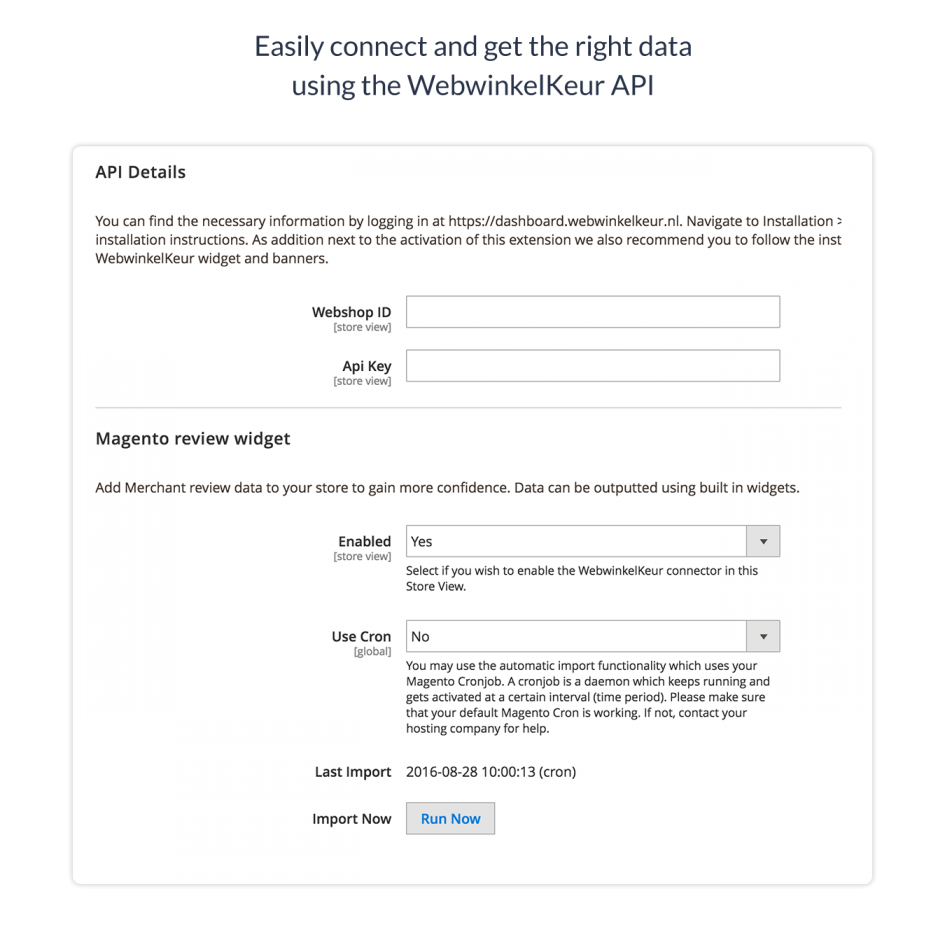 Easily connect and get the right data
using the WebwinkelKeur API
API Details
You can find the necessary information by logging in at https://dashboard.webwinkelkeur.nl. Navigate to Installation >
installation instructions. As addition next to the activation of this extension we also recommend you to follow the inst
WebwinkelKeur widget and banners.
Webshop ID
[store view]
Api Key
[store view]
Magento review widget
Add Merchant review data to your store to gain more confidence. Data can be outputted using built in widgets.
Enabled
[store view]
Yes
Select if you wish to enable the WebwinkelKeur connector in this
Store View.
Use Cron
[global]
No
You may use the automatic import functionality which uses your
Magento Cronjob. A cronjob is a daemon which keeps running and
gets activated at a certain interval (time period). Please make sure
that your default Magento Cron is working. If not, contact your
hosting company for help.
Last Import 2016-08-28 10:00:13 (cron)
Import Now Run Now